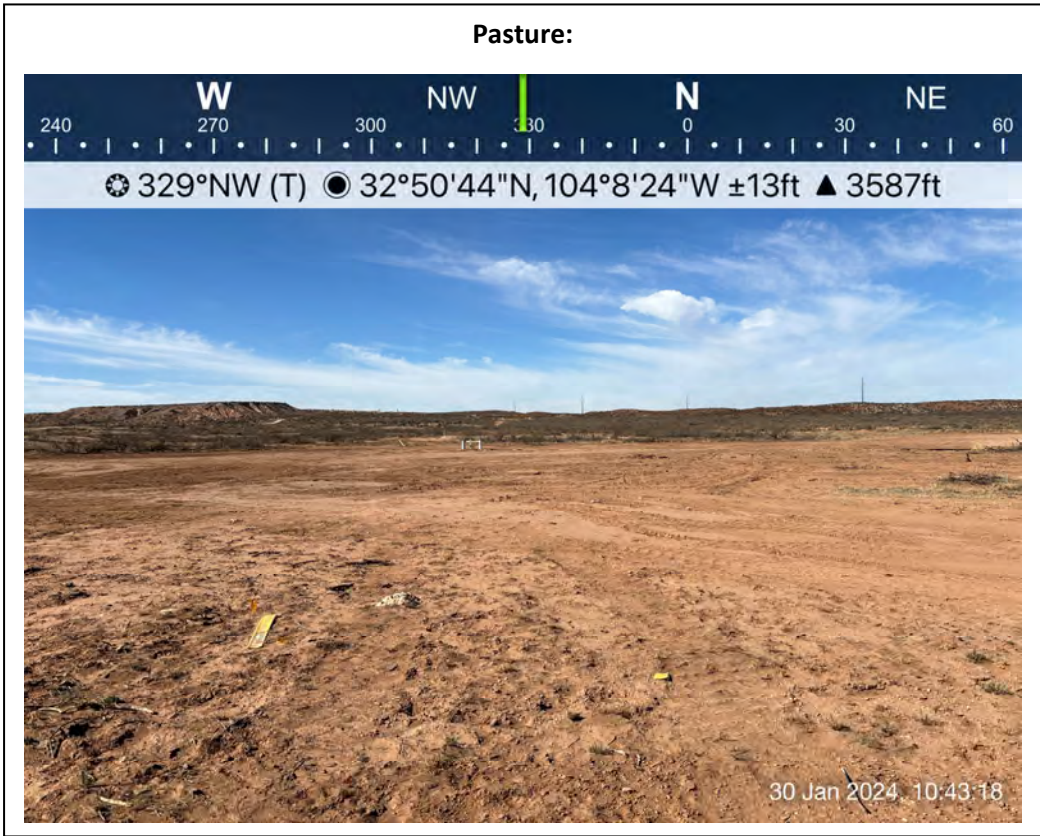 Pasture:
W NW N NE
240 270 300 330 0 30 60
329°NW (T) 32°50'44"N, 104°8'24"W ±13ft ▲ 3587ft
30 Jan 2024, 10:43:18